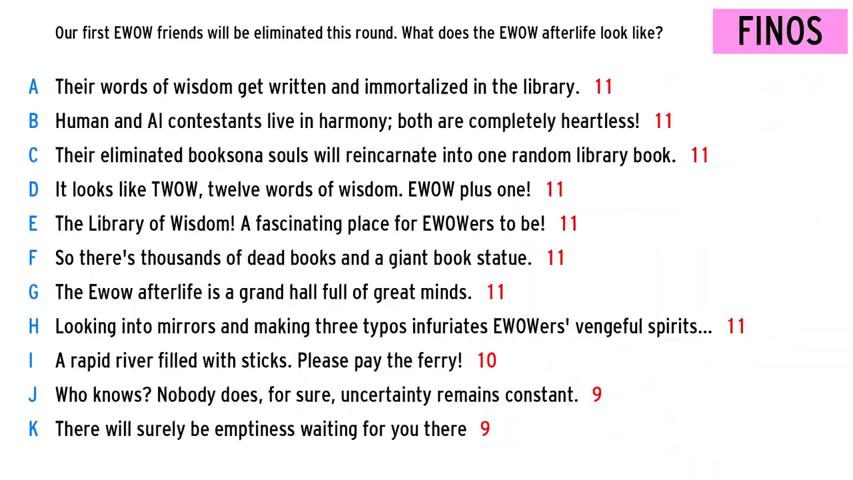 Our first EWOW friends will be eliminated this round. What does the EWOW afterlife look like?
FINOS
A Their words of wisdom get written and immortalized in the library. 11
B Human and AI contestants live in harmony; both are completely heartless! 11
C Their eliminated booksona souls will reincarnate into one random library book. 11
D It looks like TWOW, twelve words of wisdom. EWOW plus one! 11
E The Library of Wisdom! A fascinating place for EWOWers to be! 11
F So there's thousands of dead books and a giant book statue. 11
G The Ewow afterlife is a grand hall full of great minds. 11
H Looking into mirrors and making three typos infuriates EWOWers' vengeful spirits... 11
I A rapid river filled with sticks. Please pay the ferry! 10
J Who knows? Nobody does, for sure, uncertainty remains constant. 9
K There will surely be emptiness waiting for you there 9